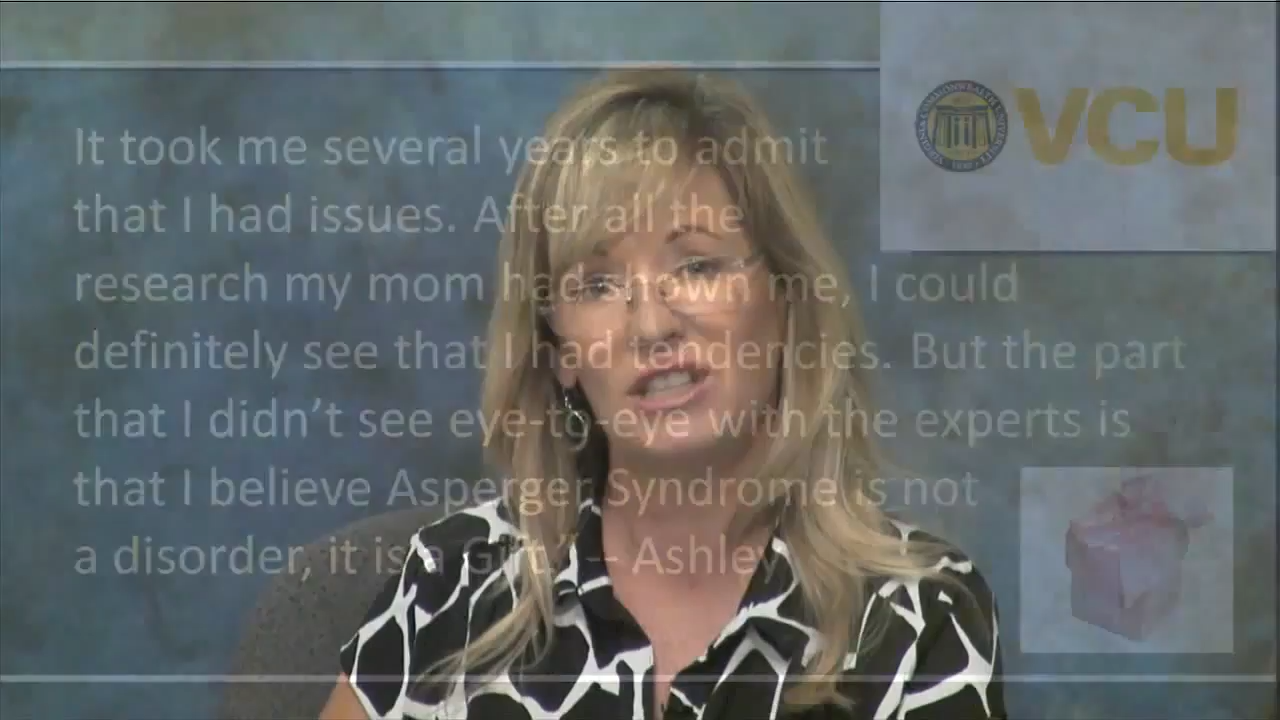 VCU
It took me several years to admit
that I had issues. After all the
research my mom had shown me, I could
definitely see that I had tendencies. But the part
that I didn’t see eye-to-eye with the experts is
that I believe Asperger Syndrome is not
a disorder, it is a Gift.  -- Ashley